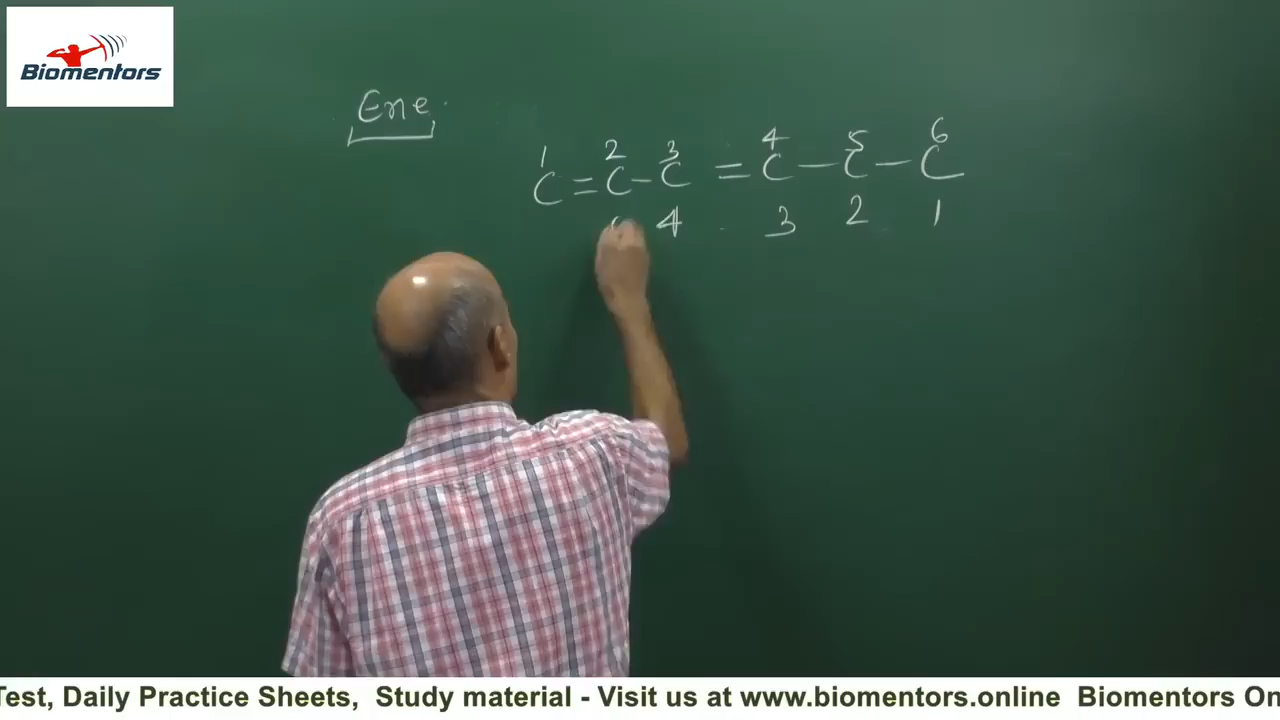 Biomentors
Ene
1 2 3 4 5 6
C=C-C=C-C-C
4 3 2 1
Test, Daily Practice Sheets, Study material - Visit us at www.biomentors.online Biomentors On